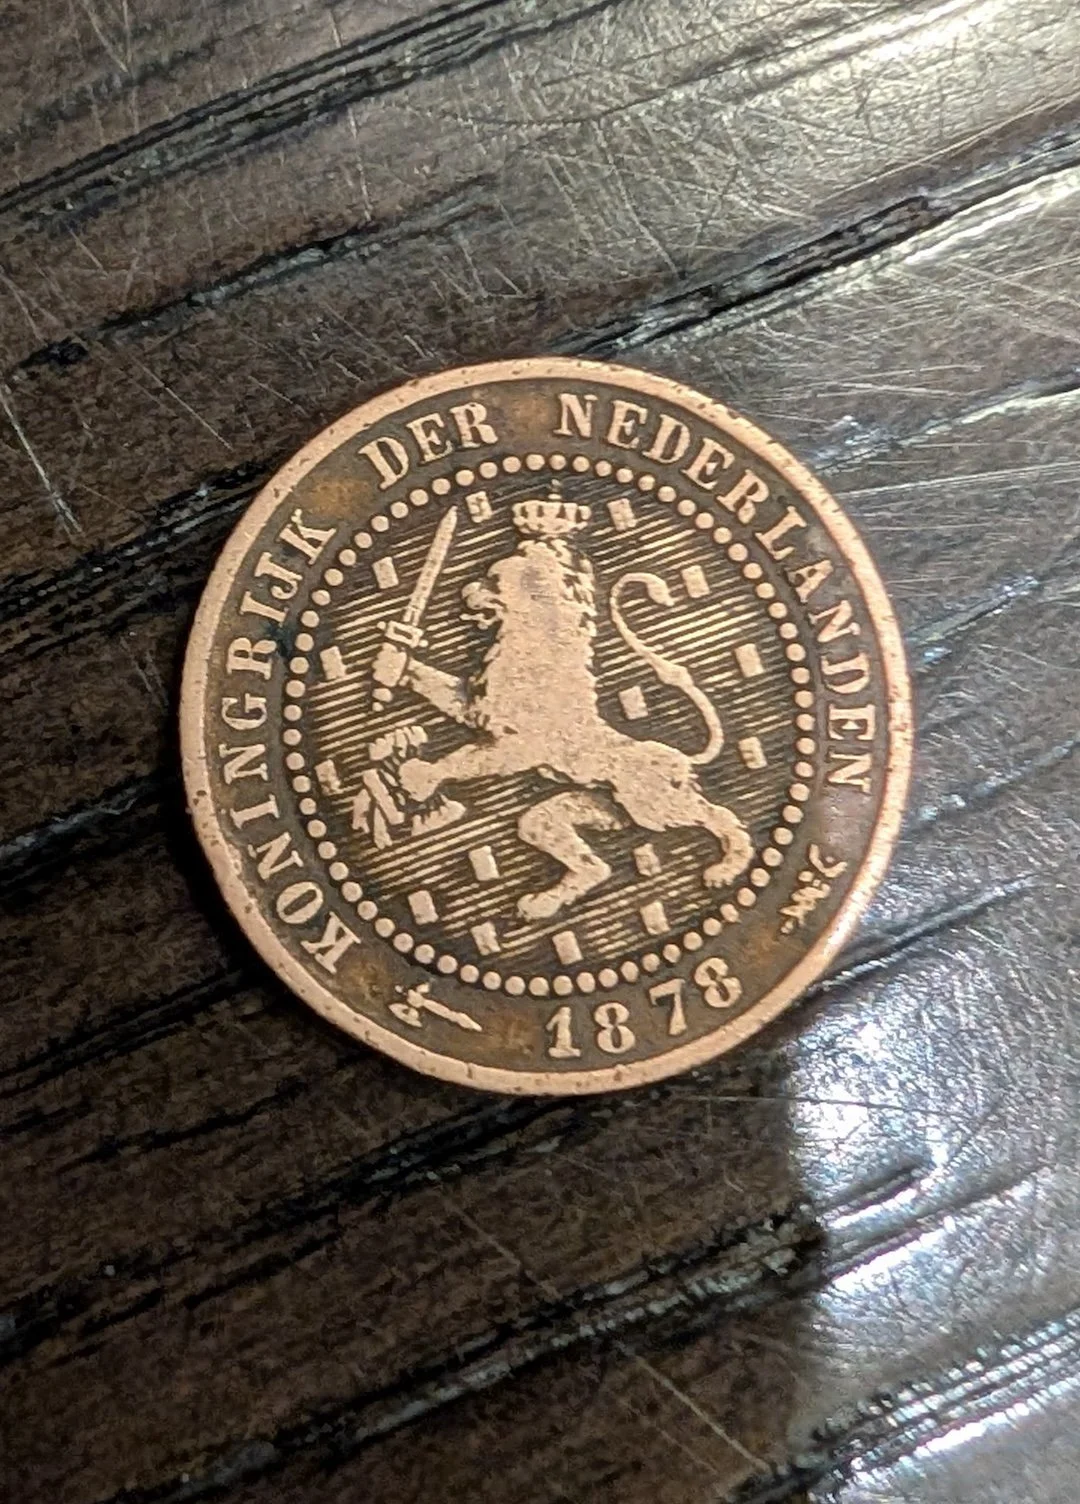 KONINGRIJK DER NEDERLANDEN
1878